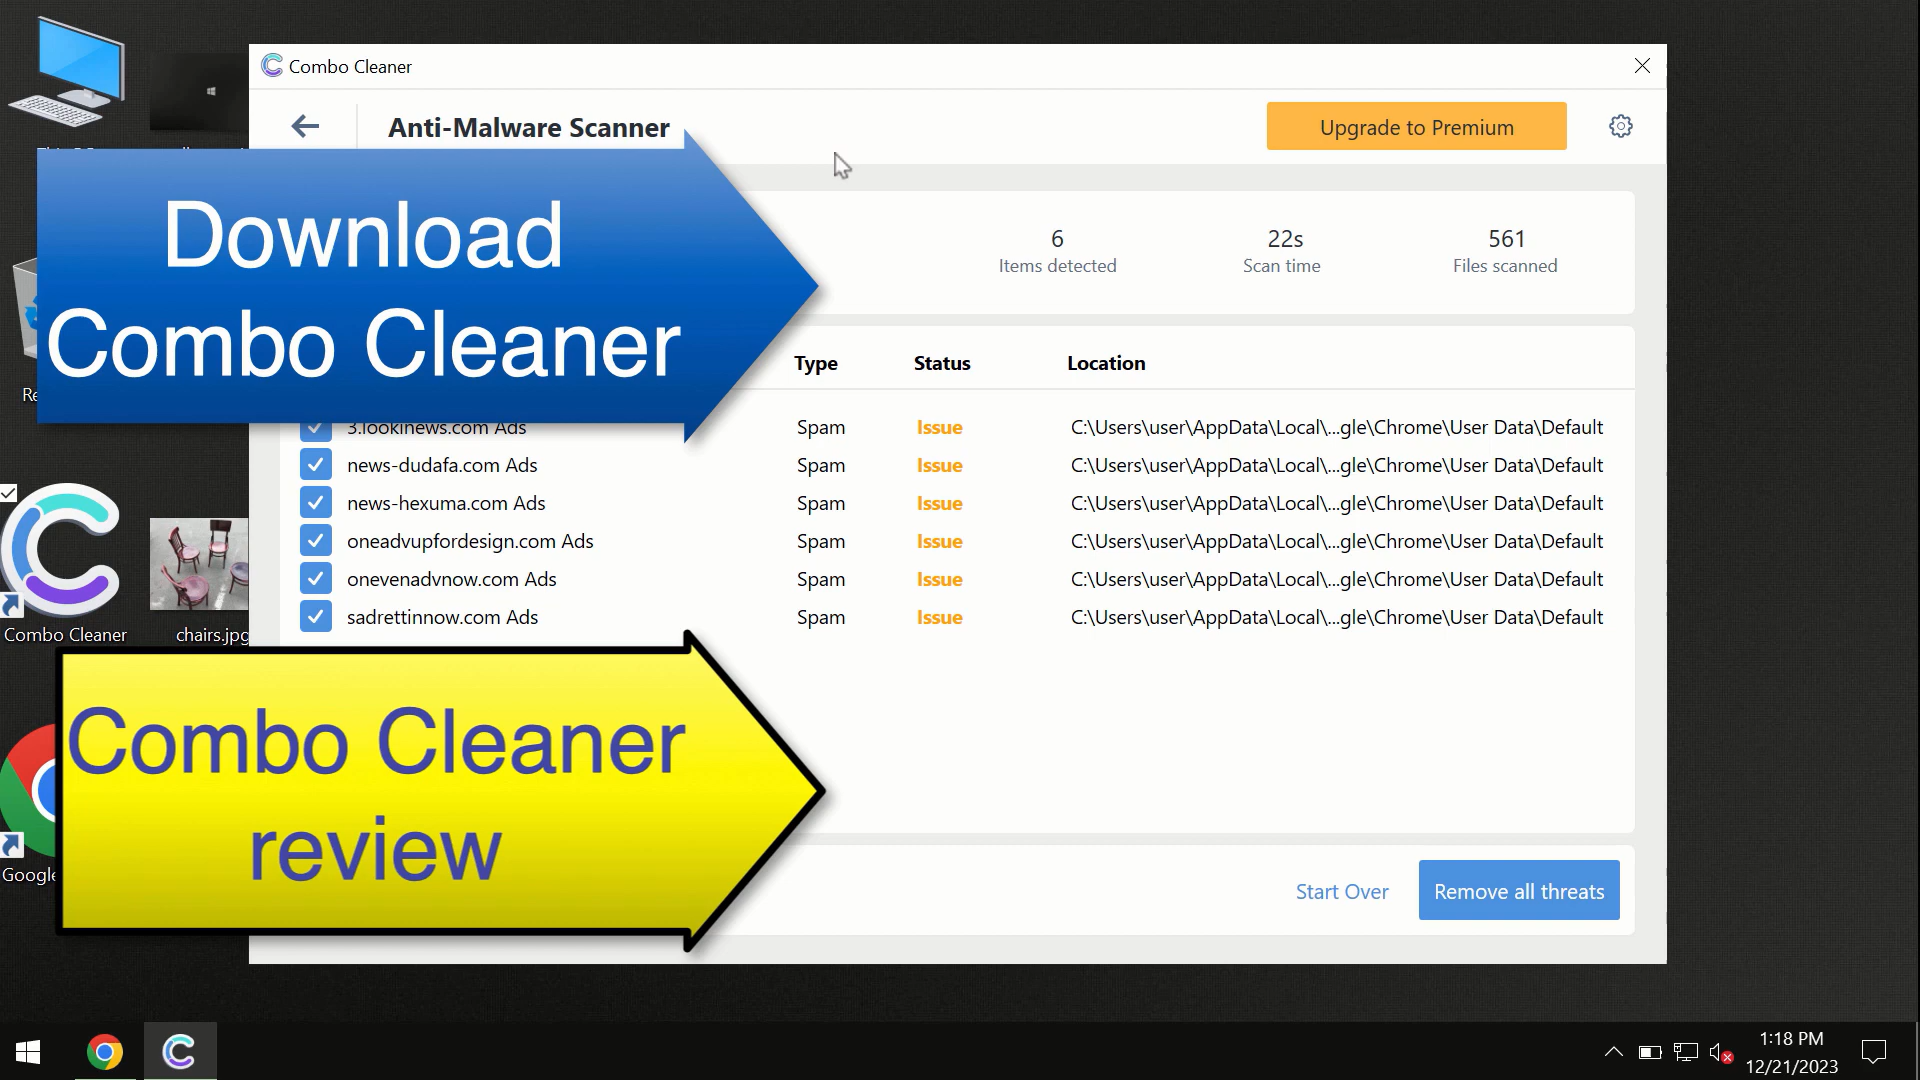 Combo Cleaner
Anti-Malware Scanner
Upgrade to Premium
Download
Combo Cleaner
6
22s
561
Items detected
Scan time
Files scanned
Type
Status
Location
3.lookinews.com Ads Spam Issue C:\Users\user\AppData\Local\...gle\Chrome\User Data\Default
news-dudafa.com Ads Spam Issue C:\Users\user\AppData\Local\...gle\Chrome\User Data\Default
news-hexuma.com Ads Spam Issue C:\Users\user\AppData\Local\...gle\Chrome\User Data\Default
oneadvupfordesign.com Ads Spam Issue C:\Users\user\AppData\Local\...gle\Chrome\User Data\Default
onevenadvnow.com Ads Spam Issue C:\Users\user\AppData\Local\...gle\Chrome\User Data\Default
sadrettinnow.com Ads Spam Issue C:\Users\user\AppData\Local\...gle\Chrome\User Data\Default
Combo Cleaner
chairs.jpg
Combo Cleaner
review
Google
Start Over
Remove all threats
1:18 PM
12/21/2023